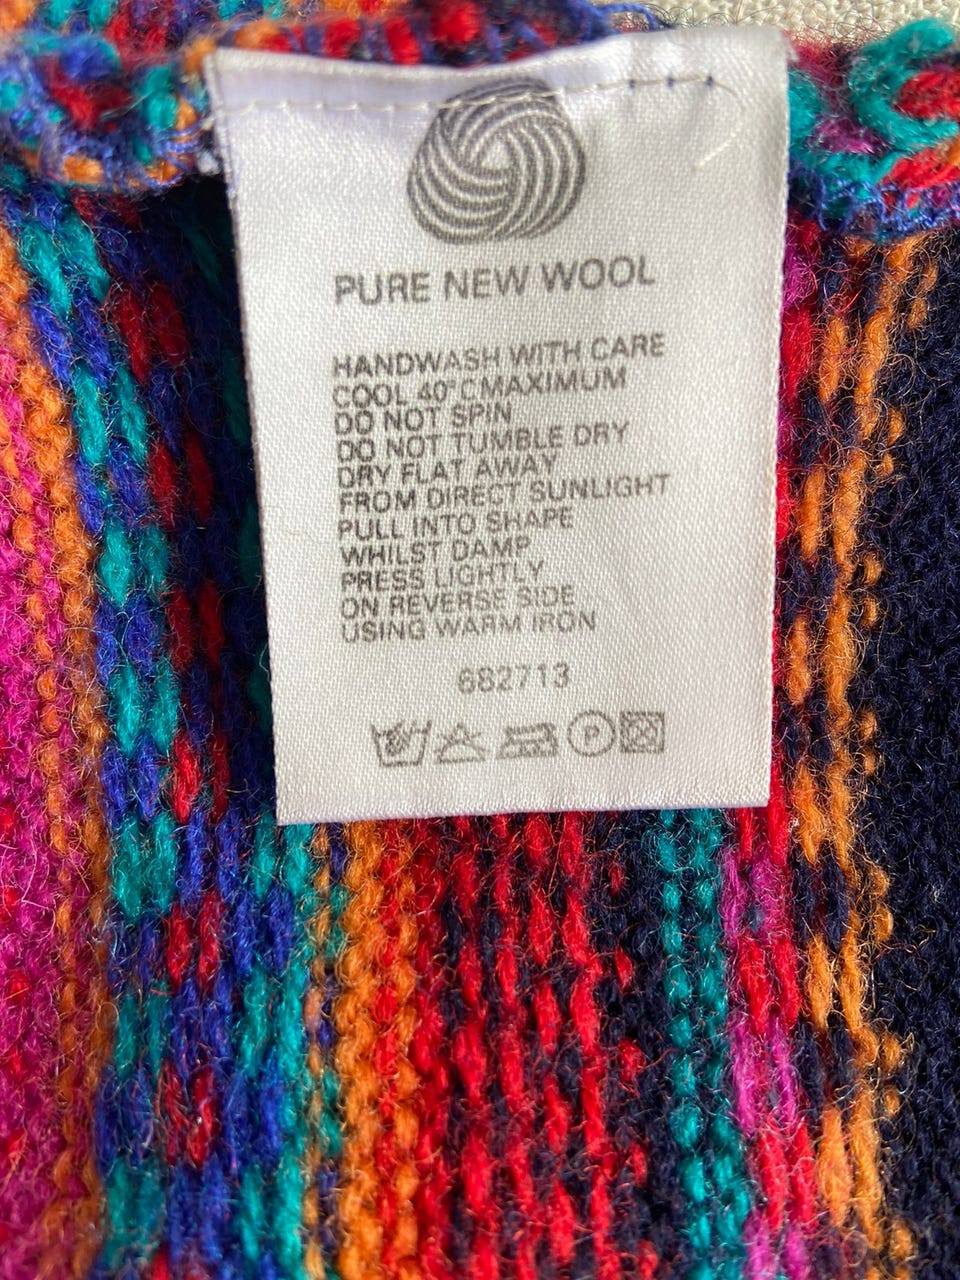 PURE NEW WOOL
HANDWASH WITH CARE
COOL 40°C MAXIMUM
DO NOT SPIN
DO NOT TUMBLE DRY
DRY FLAT AWAY
FROM DIRECT SUNLIGHT
PULL INTO SHAPE
WHILST DAMP
PRESS LIGHTLY
ON REVERSE SIDE
USING WARM IRON
682713
P